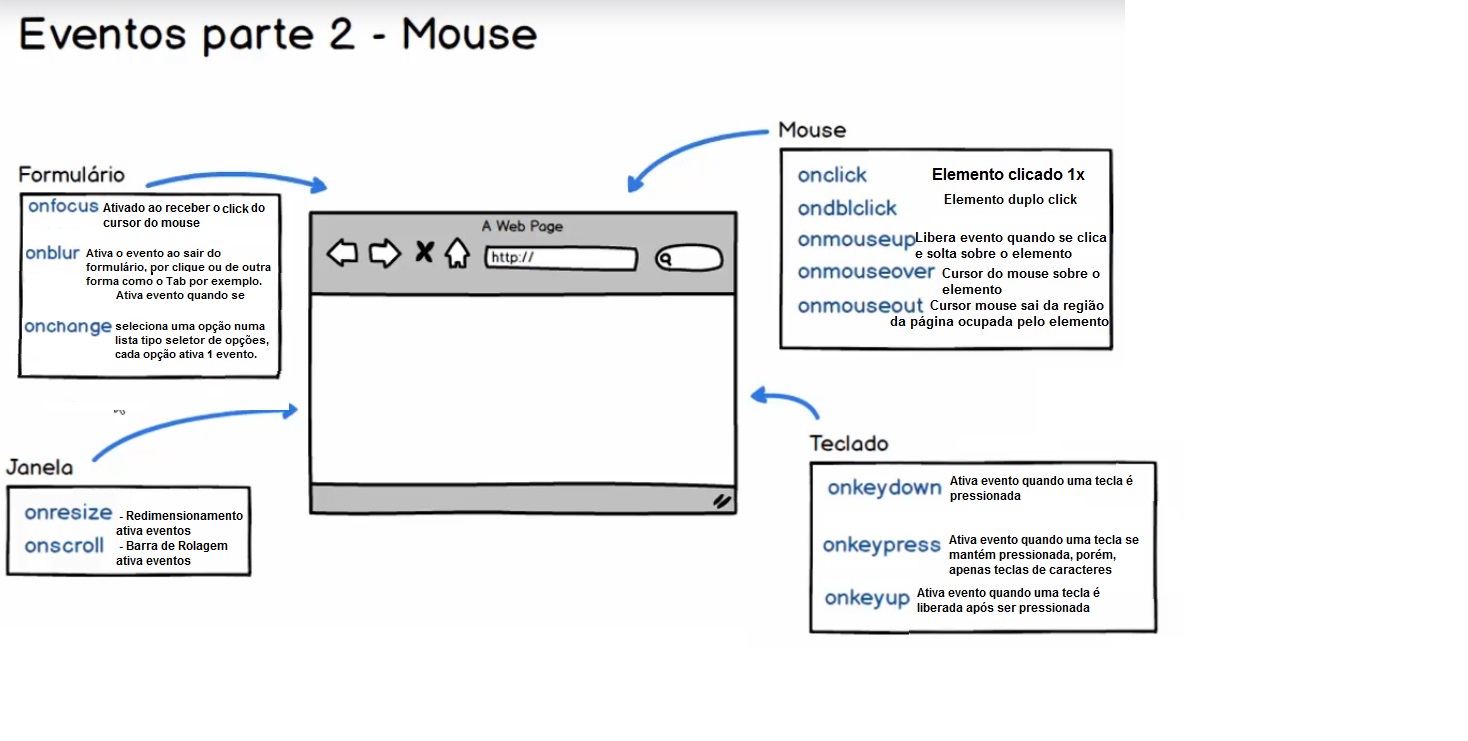 Eventos parte 2 - Mouse
Formulário
onfocus Ativado ao receber o click do
cursor do mouse
onblur Ativa o evento ao sair do
formulário, por clique ou de outra
forma como o Tab por exemplo.
Ativa evento quando se
onchange seleciona uma opção numa
lista tipo seletor de opções,
cada opção ativa 1 evento.
Janela
onresize - Redimensionamento
ativa eventos
onscroll - Barra de Rolagem
ativa eventos
A Web Page
http://
Mouse
onclick Elemento clicado 1x
ondblclick Elemento duplo click
onmouseup Libera evento quando se clica
e solta sobre o elemento
onmouseover Cursor do mouse sobre o
elemento
onmouseout Cursor mouse sai da região
da página ocupada pelo elemento
Teclado
onkeydown Ativa evento quando uma tecla é
pressionada
onkeypress Ativa evento quando uma tecla se
mantém pressionada, porém,
apenas teclas de caracteres
onkeyup Ativa evento quando uma tecla é
liberada após ser pressionada